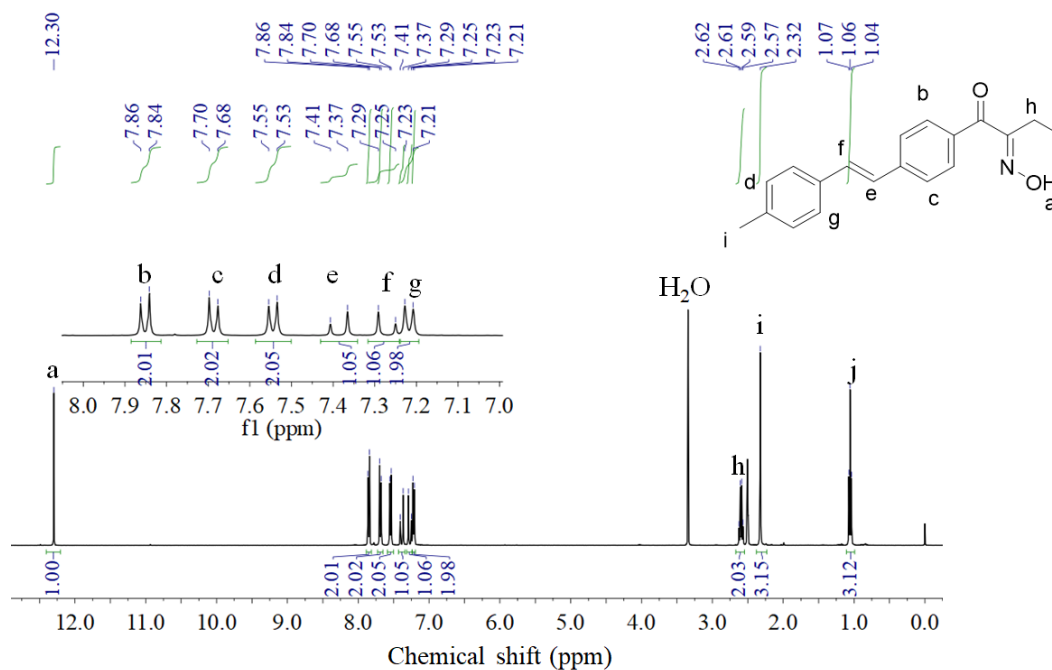 12.30
7.86 7.84 7.70 7.68 7.55 7.53 7.41 7.37 7.29 7.25 7.23 7.21
2.62 2.61 2.59 2.57 2.32
1.07 1.06 1.04
7.86 7.84 7.70 7.68 7.55 7.53 7.41 7.37 7.29 7.25 7.23 7.21
b O h
d f N OH
e c a
g
i
b c d e f g
2.01 2.02 2.05 1.05 1.06 1.98
8.0 7.9 7.8 7.7 7.6 7.5 7.4 7.3 7.2 7.1 7.0
f1 (ppm)
a H2O i j
h
1.00 2.01 2.02 2.05 1.05 1.06 1.98 2.03 3.15 3.12
12.0 11.0 10.0 9.0 8.0 7.0 6.0 5.0 4.0 3.0 2.0 1.0 0.0
Chemical shift (ppm)